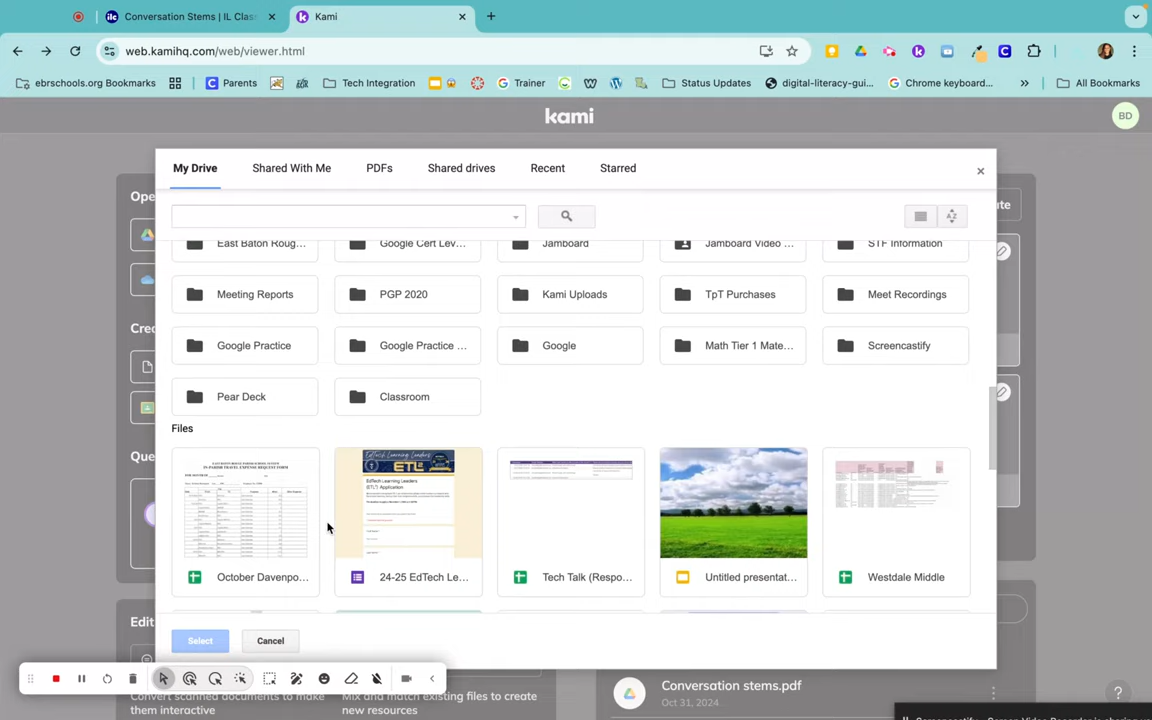 Conversation Stems | IL Clas
Kami
web.kamihq.com/web/viewer.html
ebrschools.org Bookmarks
Parents
Tech Integration
Trainer
Status Updates
digital-literacy-gui...
Chrome keyboard...
All Bookmarks
kami
BD
My Drive
Shared With Me
PDFs
Shared drives
Recent
Starred
Ope
te
East Baton Roug...
Google Cert Lev...
Jamboard
Jamboard Video ...
STF Information
Meeting Reports
PGP 2020
Kami Uploads
TpT Purchases
Meet Recordings
Crea
Google Practice
Google Practice ...
Google
Math Tier 1 Mate...
Screencastify
Pear Deck
Classroom
Files
Que
EdTech Learning Leaders
(ETL) Application
October Davenpo...
24-25 EdTech Le...
Tech Talk (Respo...
Untitled presentat...
Westdale Middle
Edit
Select
Cancel
Convert scanned documents to make
them interactive
Mix and match existing files to create
new resources
Conversation stems.pdf
Oct 31, 2024